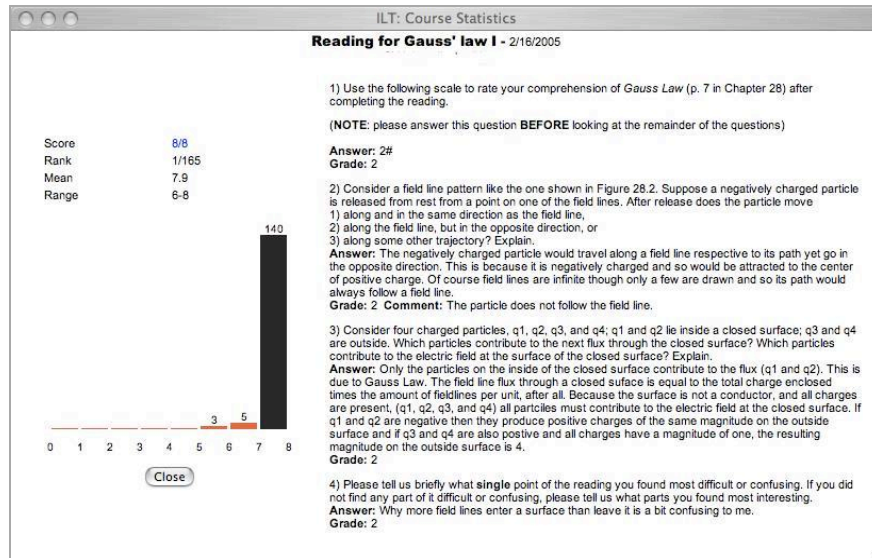 ILT: Course Statistics
Reading for Gauss' law I - 2/16/2005
Score 8/8
Rank 1/165
Mean 7.9
Range 6-8
140
3
5
0 1 2 3 4 5 6 7 8
Close
1) Use the following scale to rate your comprehension of Gauss Law (p. 7 in Chapter 28) after
completing the reading.
(NOTE: please answer this question BEFORE looking at the remainder of the questions)
Answer: 2#
Grade: 2
2) Consider a field line pattern like the one shown in Figure 28.2. Suppose a negatively charged particle
is released from rest from a point on one of the field lines. After release does the particle move
1) along and in the same direction as the field line,
2) along the field line, but in the opposite direction, or
3) along some other trajectory? Explain.
Answer: The negatively charged particle would travel along a field line respective to its path yet go in
the opposite direction. This is because it is negatively charged and so would be attracted to the center
of positive charge. Of course field lines are infinite though only a few are drawn and so its path would
always follow a field line.
Grade: 2 Comment: The particle does not follow the field line.
3) Consider four charged particles, q1, q2, q3, and q4; q1 and q2 lie inside a closed surface; q3 and q4
are outside. Which particles contribute to the next flux through the closed surface? Which particles
contribute to the electric field at the surface of the closed surface? Explain.
Answer: Only the particles on the inside of the closed surface contribute to the flux (q1 and q2). This is
due to Gauss Law. The field line flux through a closed suface is equal to the total charge enclosed
times the amount of fieldlines per unit, after all. Because the surface is not a conductor, and all charges
are present, (q1, q2, q3, and q4) all partciles must contribute to the electric field at the closed surface. If
q1 and q2 are negative then they produce positive charges of the same magnitude on the outside
surface and if q3 and q4 are also postive and all charges have a magnitude of one, the resulting
magnitude on the outside surface is 4.
Grade: 2
4) Please tell us briefly what single point of the reading you found most difficult or confusing. If you did
not find any part of it difficult or confusing, please tell us what parts you found most interesting.
Answer: Why more field lines enter a surface than leave it is a bit confusing to me.
Grade: 2